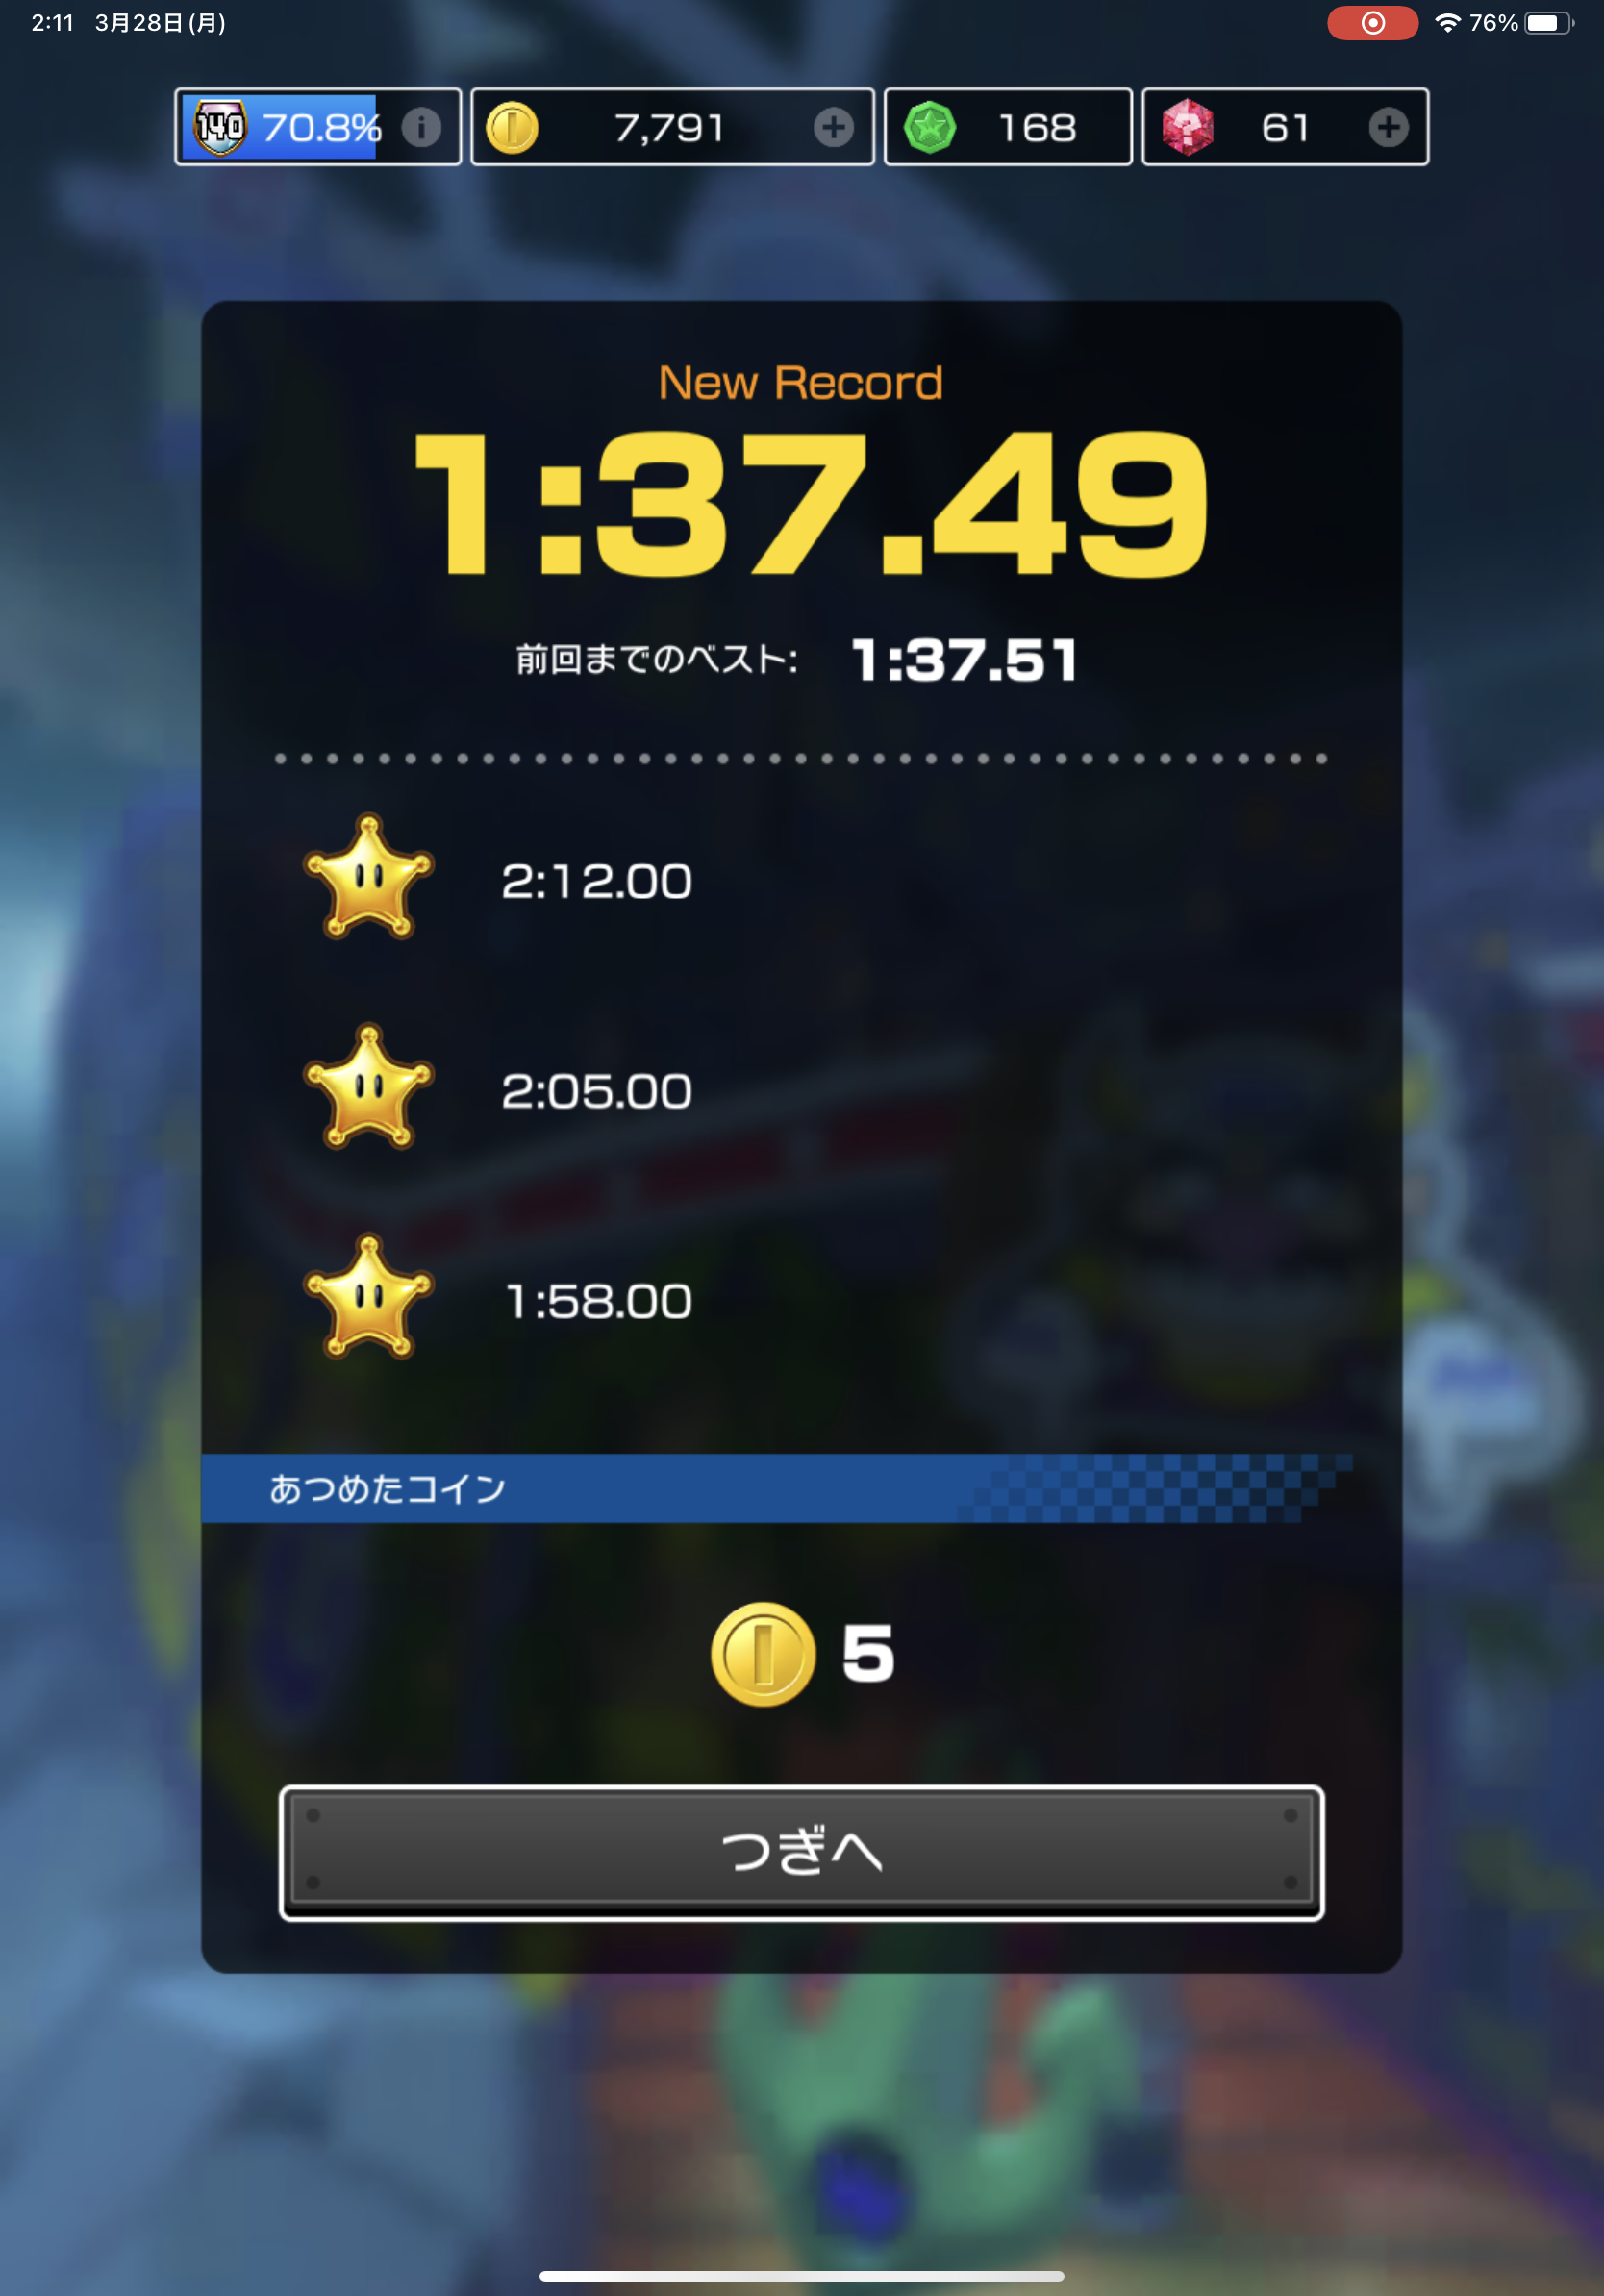 2:11 3月28日(月) 76%
140 70.8% i 7,791 + 168 ? 61 +
New Record
1:37.49
前回までのベスト: 1:37.51
2:12.00
2:05.00
1:58.00
あつめたコイン
5
つぎへ